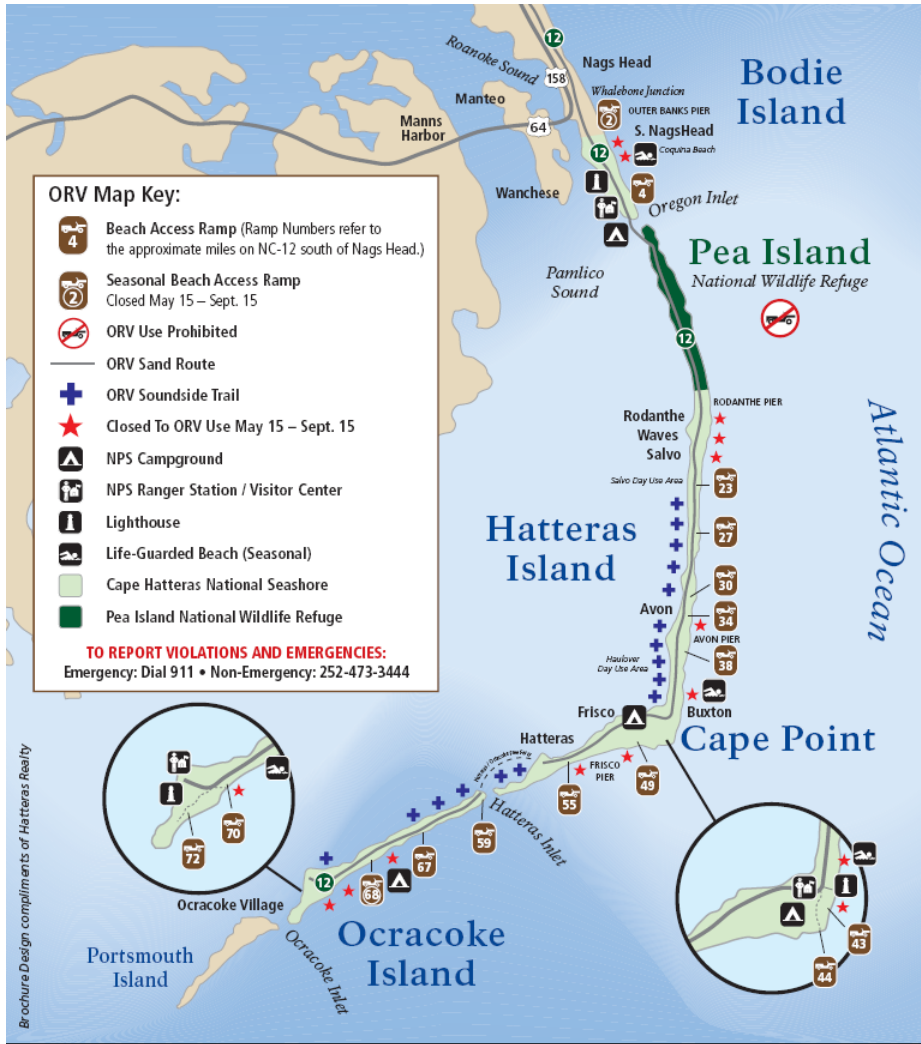 12
Roanoke Sound
158
Nags Head
Bodie
Island
Whalebone Junction
2
OUTER BANKS PIER
Manteo
Manns
Harbor
64
S. NagsHead
Coquina Beach
12
Wanchese
4
Oregon Inlet
ORV Map Key:
4
Beach Access Ramp (Ramp Numbers refer to
the approximate miles on NC-12 south of Nags Head.)
2
Seasonal Beach Access Ramp
Closed May 15 – Sept. 15
ORV Use Prohibited
ORV Sand Route
ORV Soundside Trail
Closed To ORV Use May 15 – Sept. 15
NPS Campground
NPS Ranger Station / Visitor Center
Lighthouse
Life-Guarded Beach (Seasonal)
Cape Hatteras National Seashore
Pea Island National Wildlife Refuge
TO REPORT VIOLATIONS AND EMERGENCIES:
Emergency: Dial 911 • Non-Emergency: 252-473-3444
Pea Island
National Wildlife Refuge
Pamlico
Sound
12
RODANTHE PIER
Rodanthe
Waves
Salvo
Salvo Day Use Area
23
Atlantic Ocean
Hatteras
Island
27
30
Avon
34
AVON PIER
38
Haulover
Day Use Area
Frisco
Buxton
Cape Point
Hatteras
FRISCO
PIER
49
55
Hatteras Inlet
59
67
68
12
Ocracoke Village
Ocracoke
Island
Portsmouth
Island
Ocracoke Inlet
70
72
43
44
Brochure Design compliments of Hatteras Realty